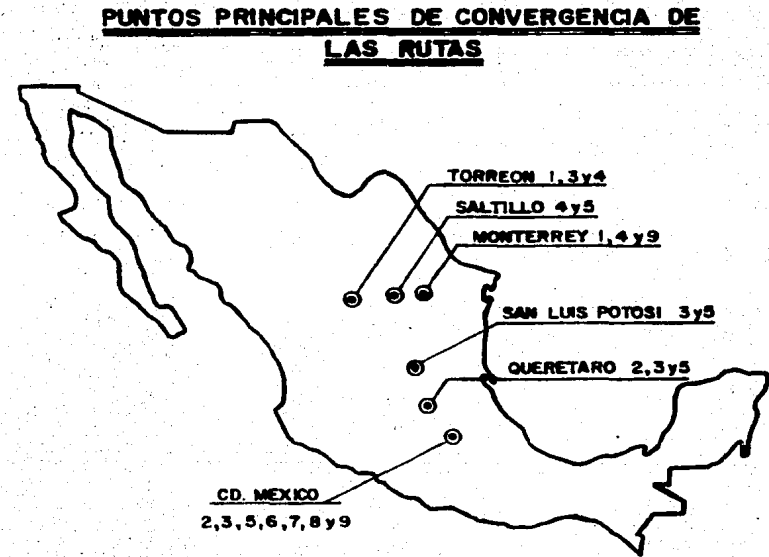 PUNTOS PRINCIPALES DE CONVERGENCIA DE
LAS RUTAS
TORREON 1, 3y4
SALTILLO 4y5
MONTERREY 1, 4y9
SAN LUIS POTOSI 3y5
QUERETARO 2, 3y5
CD. MEXICO
2,3,5,6,7,8y9